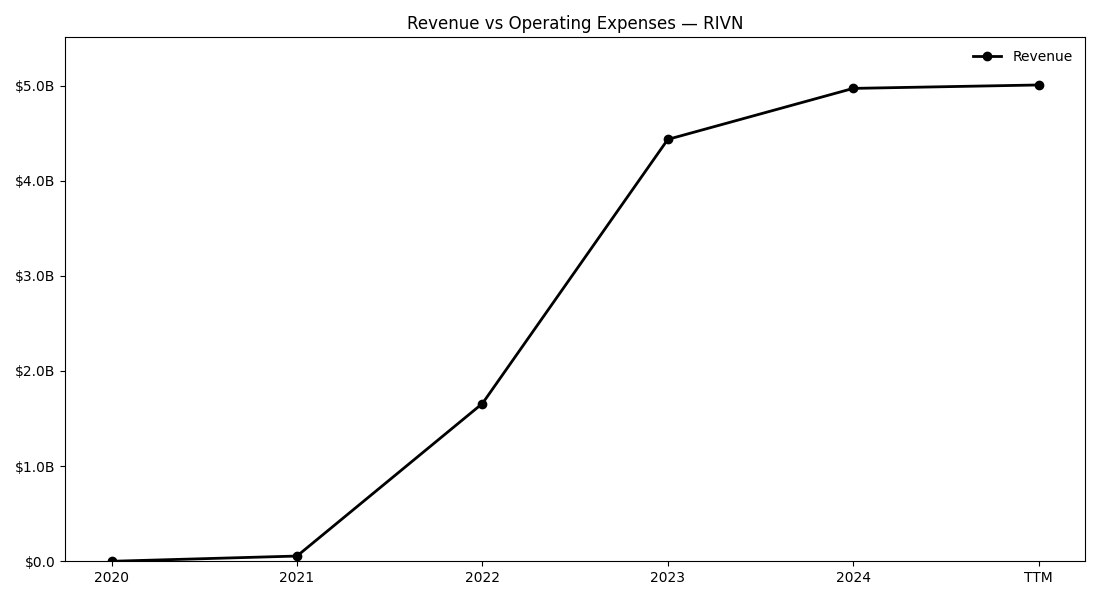 Revenue vs Operating Expenses — RIVN
Revenue
$5.0B
$4.0B
$3.0B
$2.0B
$1.0B
$0.0
2020 2021 2022 2023 2024 TTM